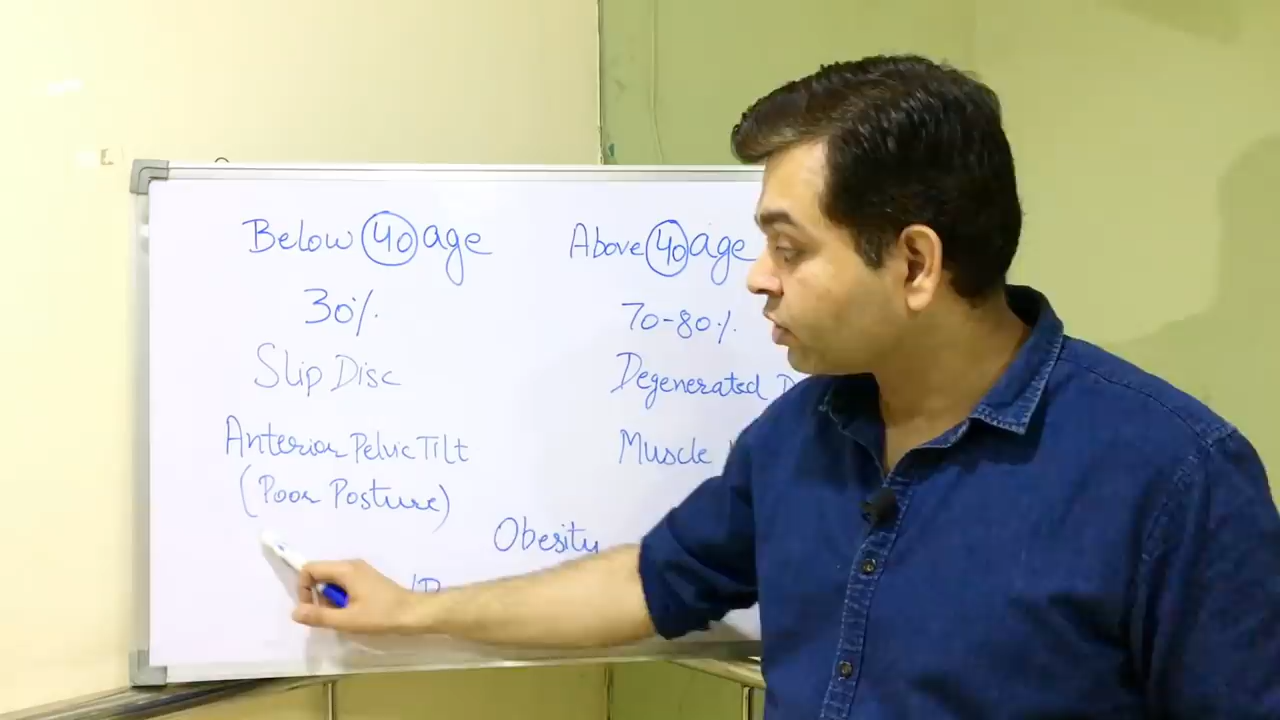 Below 40 age
30%
Slip Disc
Anterior Pelvic Tilt
(Poor Posture)
Above 40 age
70-80%
Degenerated
Muscle
Obesity